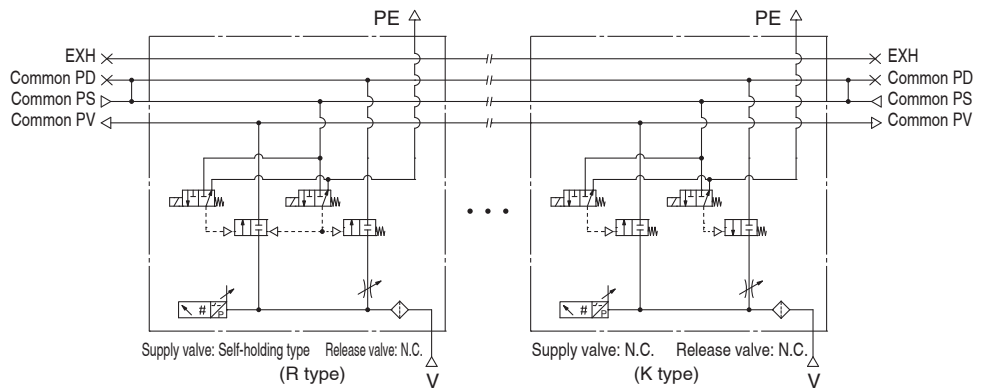 PE PE
EXH EXH
Common PD Common PD
Common PS Common PS
Common PV Common PV
# P # P
Supply valve: Self-holding type Release valve: N.C. Supply valve: N.C. Release valve: N.C.
(R type) V (K type) V